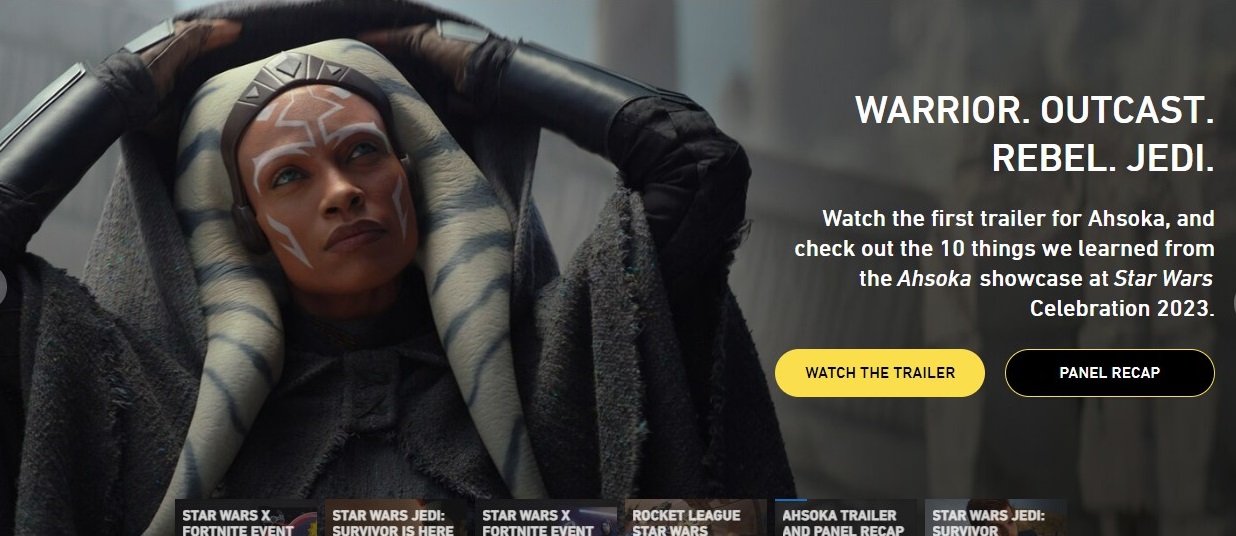 WARRIOR. OUTCAST.
REBEL. JEDI.
Watch the first trailer for Ahsoka, and
check out the 10 things we learned from
the Ahsoka showcase at Star Wars
Celebration 2023.
WATCH THE TRAILER
PANEL RECAP
STAR WARS X
FORTNITE EVENT
STAR WARS JEDI:
SURVIVOR IS HERE
STAR WARS X
FORTNITE EVENT
ROCKET LEAGUE
STAR WARS
AHSOKA TRAILER
AND PANEL RECAP
STAR WARS JEDI:
SURVIVOR